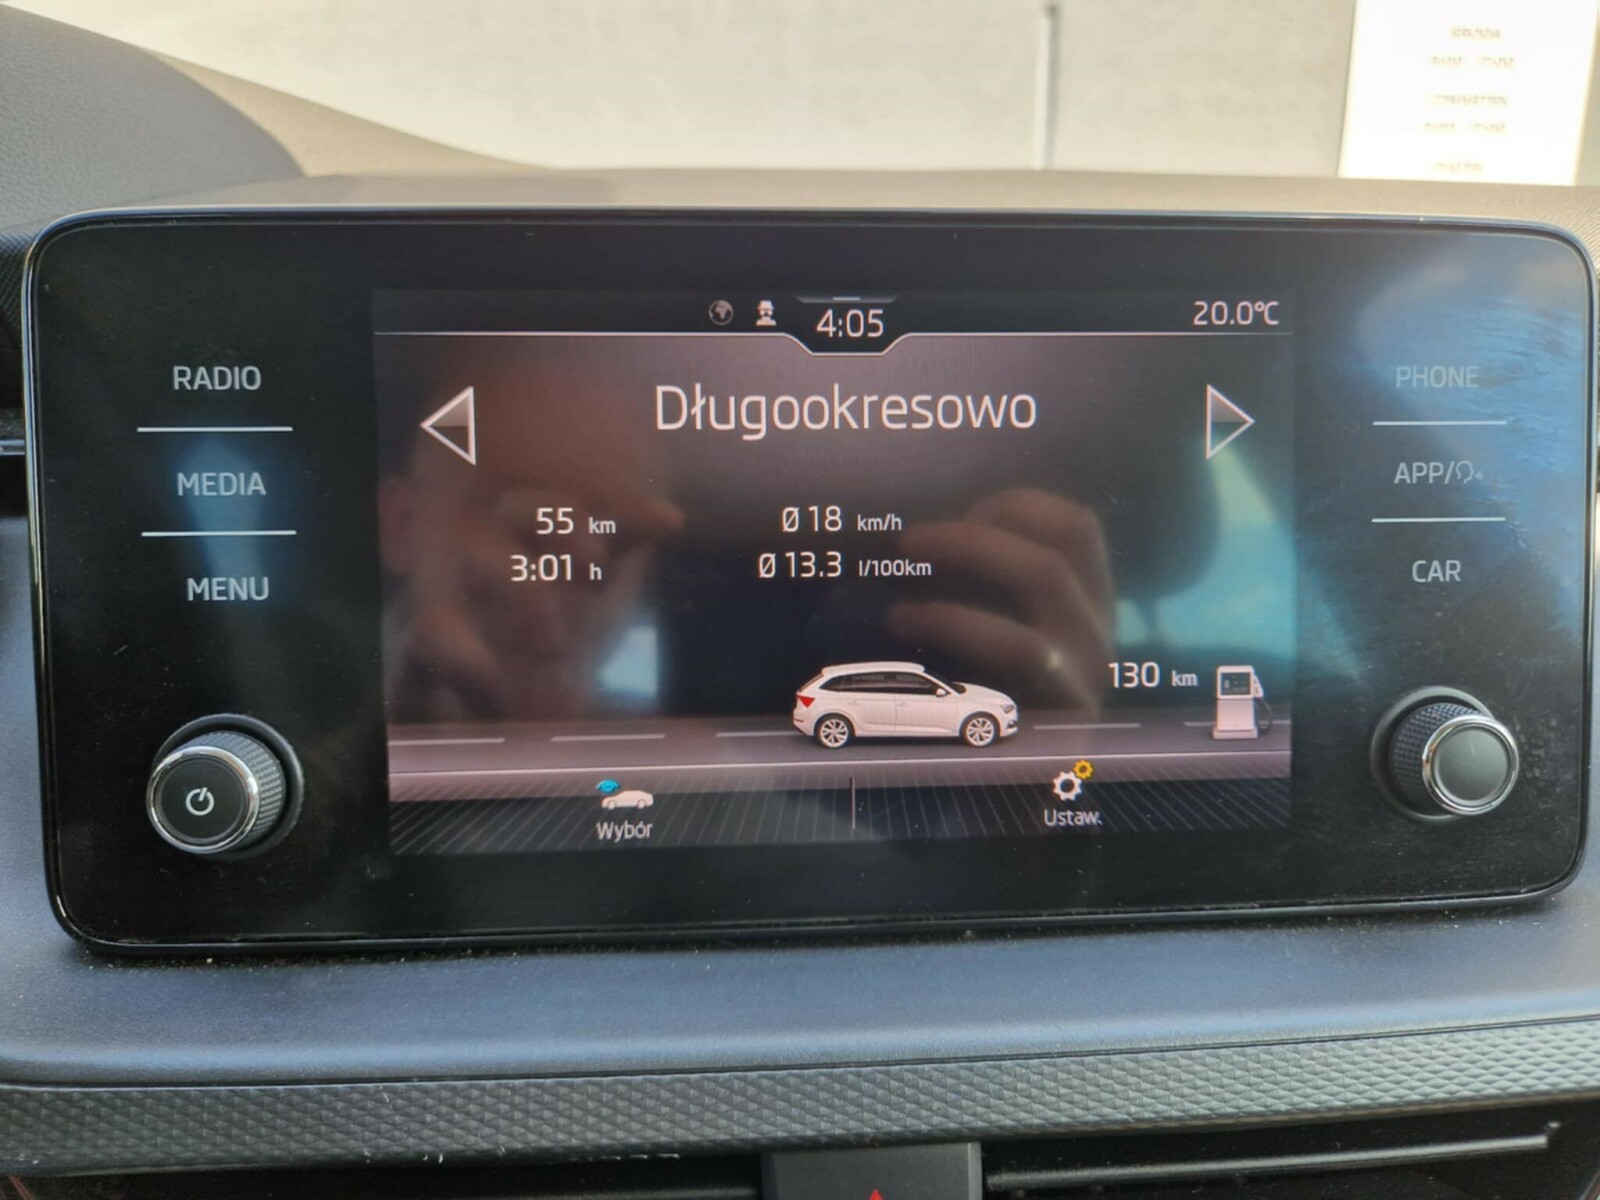 4:05
20.0°C
RADIO
MEDIA
MENU
Długookresowo
55 km
Ø 18 km/h
3:01 h
Ø 13.3 l/100km
130 km
Wybór
Ustaw.
PHONE
APP/
CAR